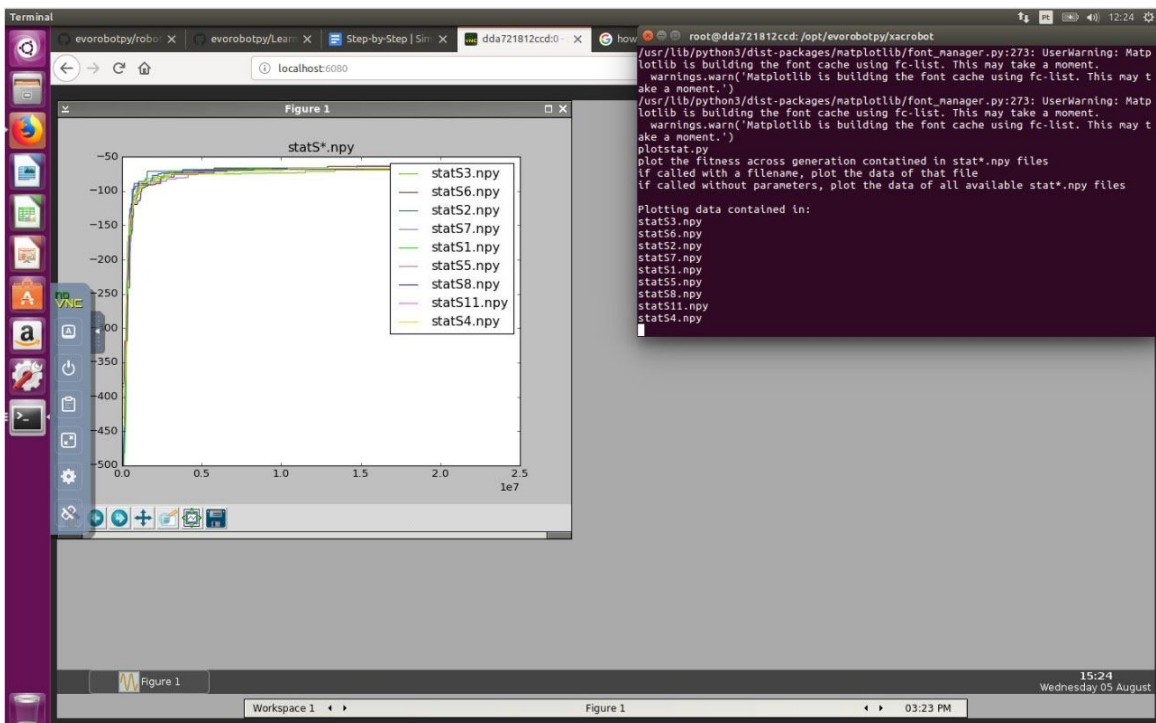 Terminal
Pt
12:24
evorobotpy/robo
evorobotpy/Learn
Step-by-Step | Sim
dda721812ccd:0 -
how
localhost:6080
root@dda721812ccd: /opt/evorobotpy/xacrobot
/usr/lib/python3/dist-packages/matplotlib/font_manager.py:273: UserWarning: Matp
lotlib is building the font cache using fc-list. This may take a moment.
warnings.warn('Matplotlib is building the font cache using fc-list. This may t
ake a moment.')
/usr/lib/python3/dist-packages/matplotlib/font_manager.py:273: UserWarning: Matp
lotlib is building the font cache using fc-list. This may take a moment.
warnings.warn('Matplotlib is building the font cache using fc-list. This may t
ake a moment.')
plotstat.py
plot the fitness across generation contatined in stat*.npy files
if called with a filename, plot the data of that file
if called without parameters, plot the data of all available stat*.npy files
Plotting data contained in:
statS3.npy
statS6.npy
statS2.npy
statS7.npy
statS1.npy
statS5.npy
statS8.npy
statS11.npy
statS4.npy
Figure 1
statS*.npy
−50
−100
−150
−200
−250
00
−350
−400
−450
−500
0.0 0.5 1.0 1.5 2.0 2.5
1e7
statS3.npy
statS6.npy
statS2.npy
statS7.npy
statS1.npy
statS5.npy
statS8.npy
statS11.npy
statS4.npy
no
VNC
A
a
Figure 1
15:24
Wednesday 05 August
Workspace 1
Figure 1
03:23 PM